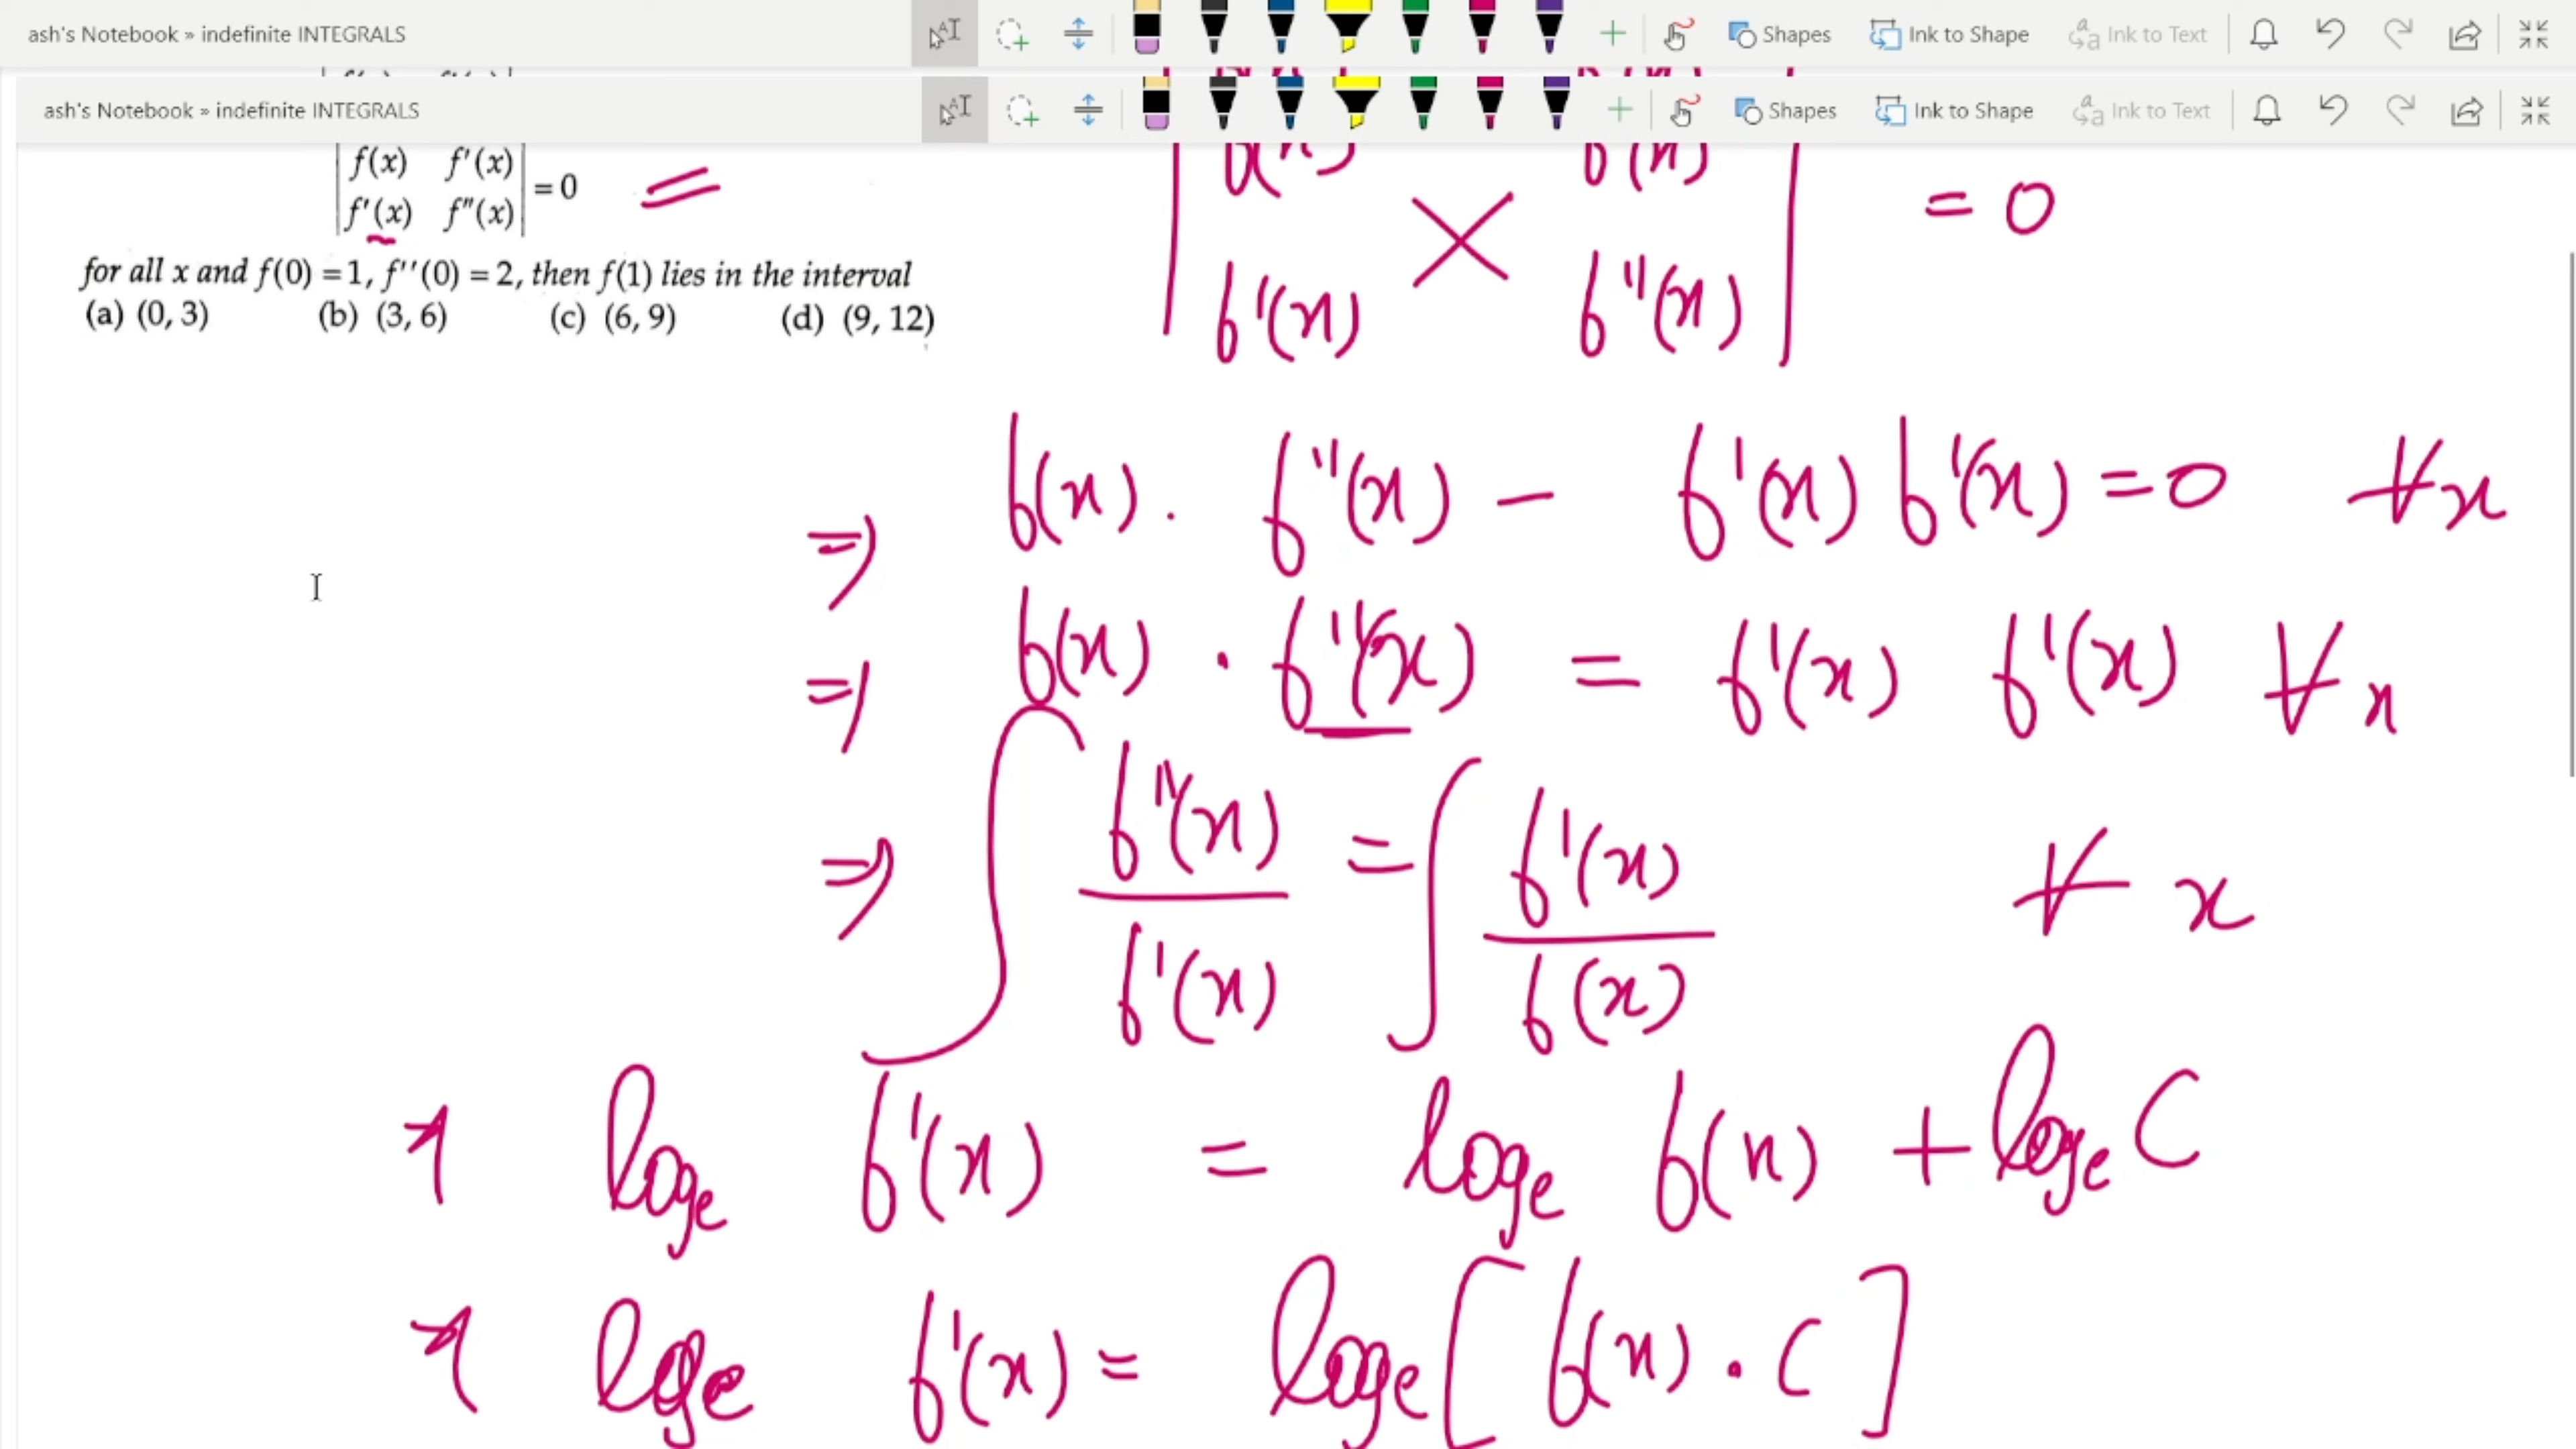 ash's Notebook » indefinite INTEGRALS Shapes Ink to Shape Ink to Text
ash's Notebook » indefinite INTEGRALS Shapes Ink to Shape Ink to Text
| f(x) f'(x) |
| f'(x) f''(x) | = 0
for all x and f(0) = 1, f''(0) = 2, then f(1) lies in the interval
(a) (0, 3) (b) (3, 6) (c) (6, 9) (d) (9, 12)
= 0
f'(x) f''(x)
⇒ f(x) . f''(x) − f'(x) f'(x) = 0 ∀ x
⇒ f(x) . f''(x) = f'(x) f'(x) ∀ x
⇒ ∫ f''(x) / f'(x) = ∫ f'(x) / f(x) ∀ x
⇒ logₑ f'(x) = logₑ f(x) + logₑ C
⇒ logₑ f'(x) = logₑ [ f(x) . C ]